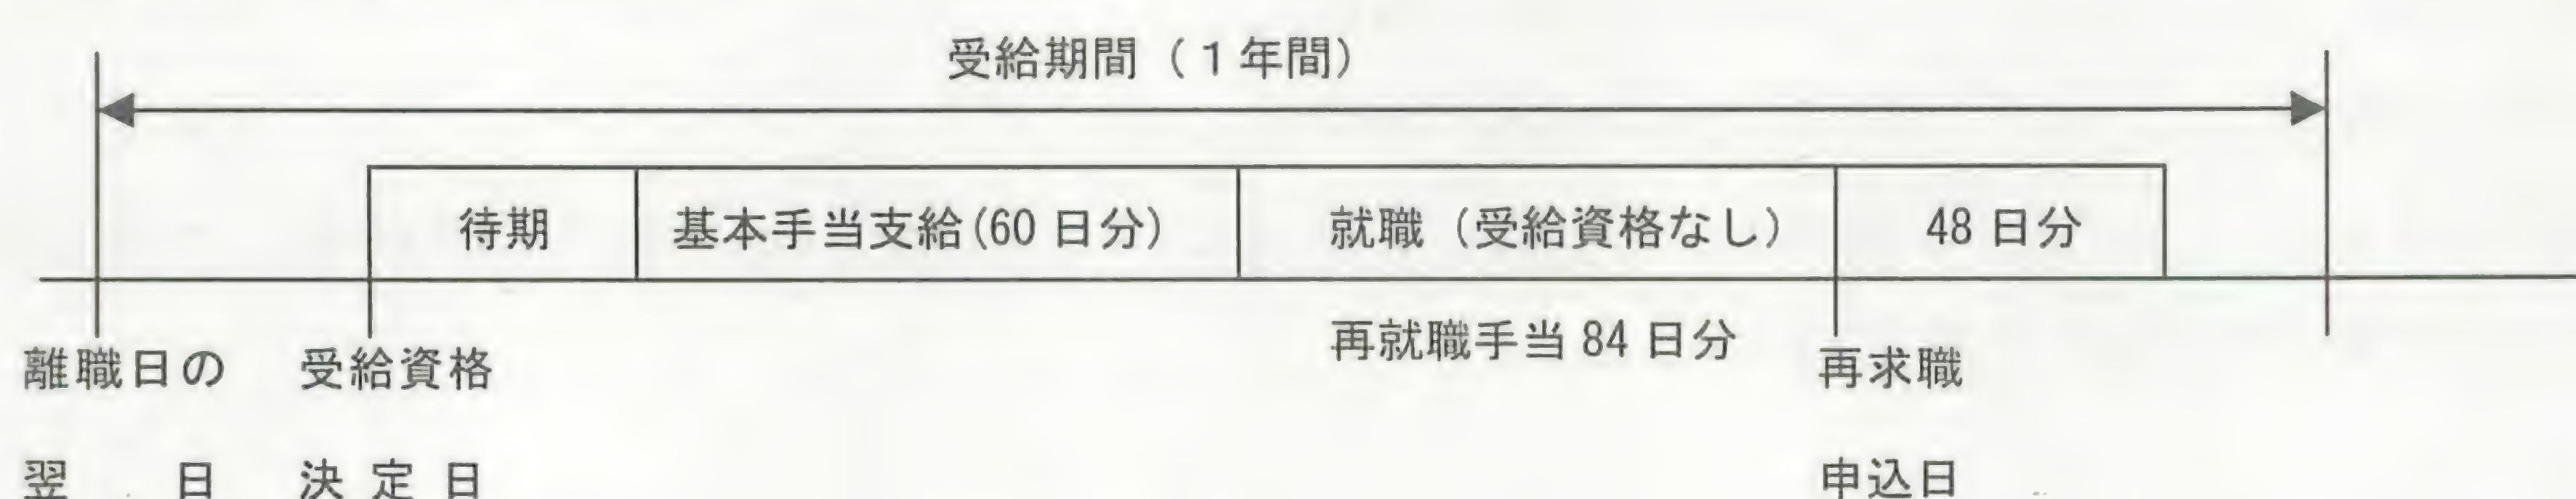 受給期間（１年間）
待期
基本手当支給(60 日分)
就職（受給資格なし）
48 日分
再就職手当 84 日分
離職日の
翌 日
受給資格
決 定 日
再求職
申込日